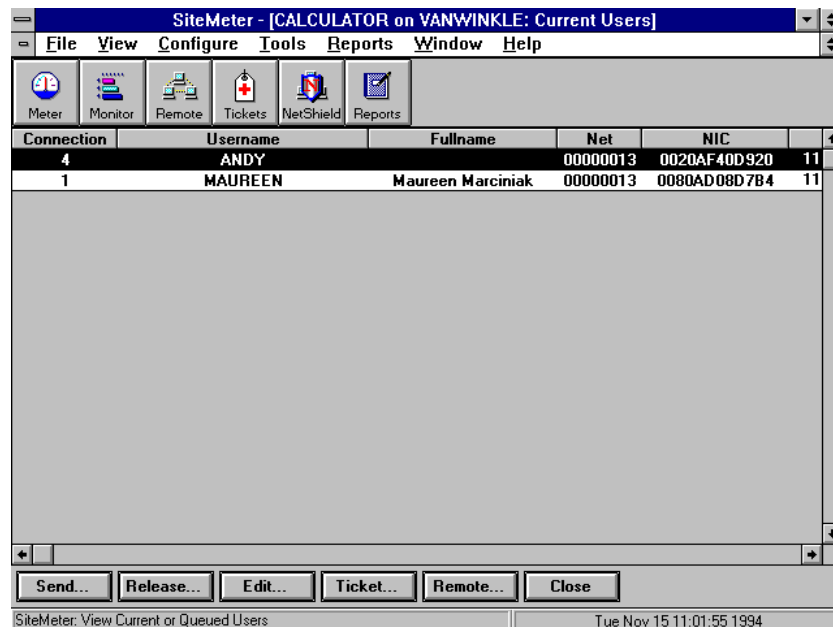 SiteMeter - [CALCULATOR on VANWINKLE: Current Users]
File View Configure Tools Reports Window Help
Meter Monitor Remote Tickets NetShield Reports
Connection Username Fullname Net NIC
4 ANDY 00000013 0020AF40D920 11
1 MAUREEN Maureen Marciniak 00000013 0080AD08D7B4 11
Send... Release... Edit... Ticket... Remote... Close
SiteMeter: View Current or Queued Users Tue Nov 15 11:01:55 1994